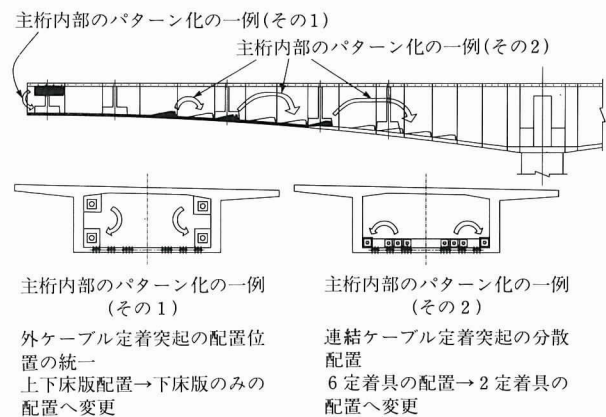 主桁内部のパターン化の一例(その1)
主桁内部のパターン化の一例(その2)
主桁内部のパターン化の一例
(その1)
外ケーブル定着突起の配置位
置の統一
上下床版配置→下床版のみの
配置へ変更
主桁内部のパターン化の一例
(その2)
連結ケーブル定着突起の分散
配置
6定着具の配置→2定着具の
配置へ変更